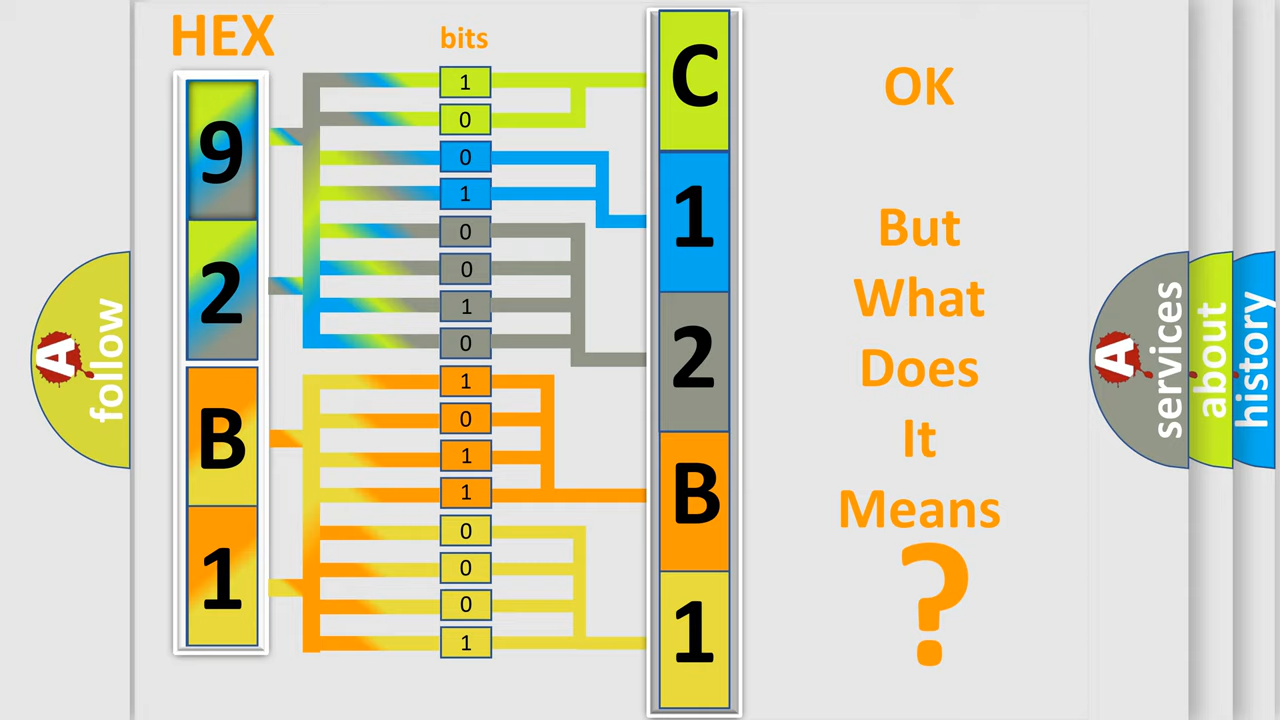 HEX
bits
9
2
B
1
1
0
0
1
0
0
1
0
1
0
1
1
0
0
0
1
C
1
2
B
1
OK
But
What
Does
It
Means
?
A
follow
A
services
about
history